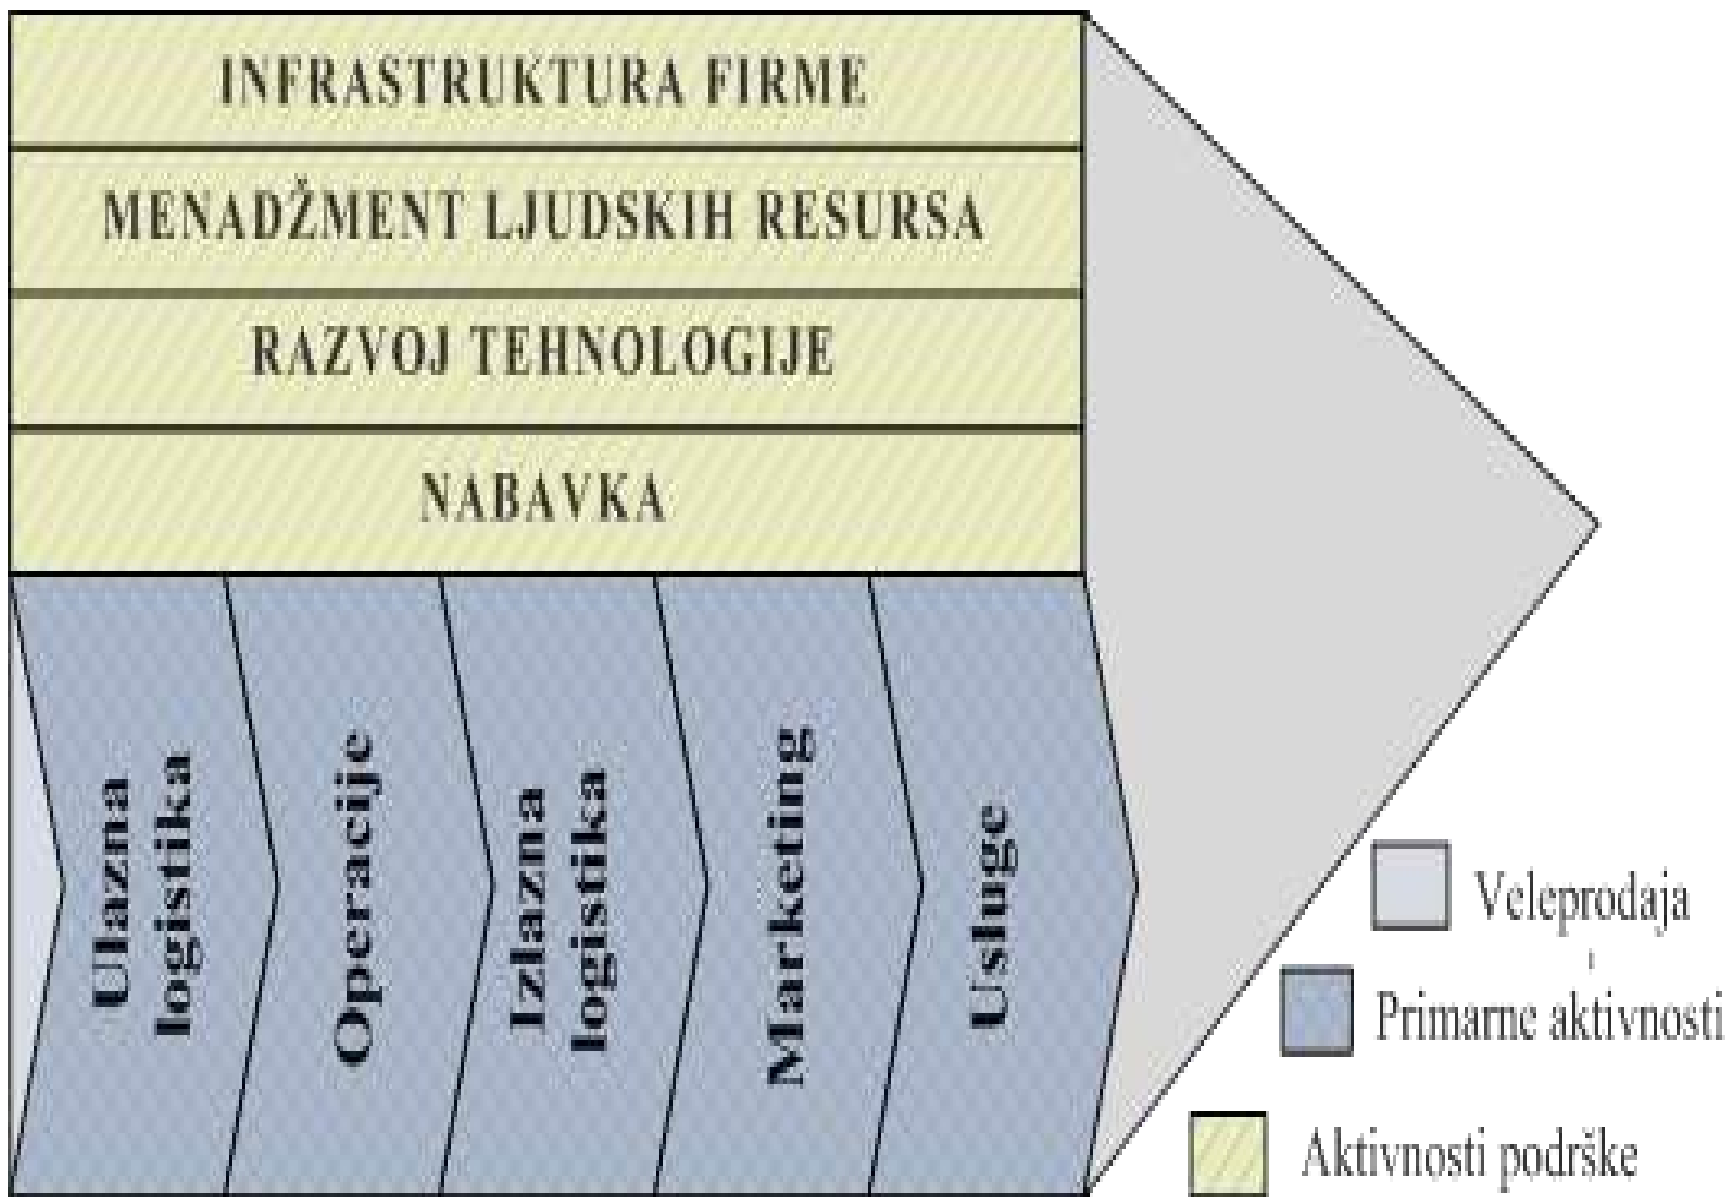 INFRASTRUKTURA FIRME
MENADŽMENT LJUDSKIH RESURSA
RAZVOJ TEHNOLOGIJE
NABAVKA
Ulazna
logistika
Operacije
Izlazna
logistika
Marketing
Usluge
Veleprodaja
i
Primarne aktivnosti
Aktivnosti podrške